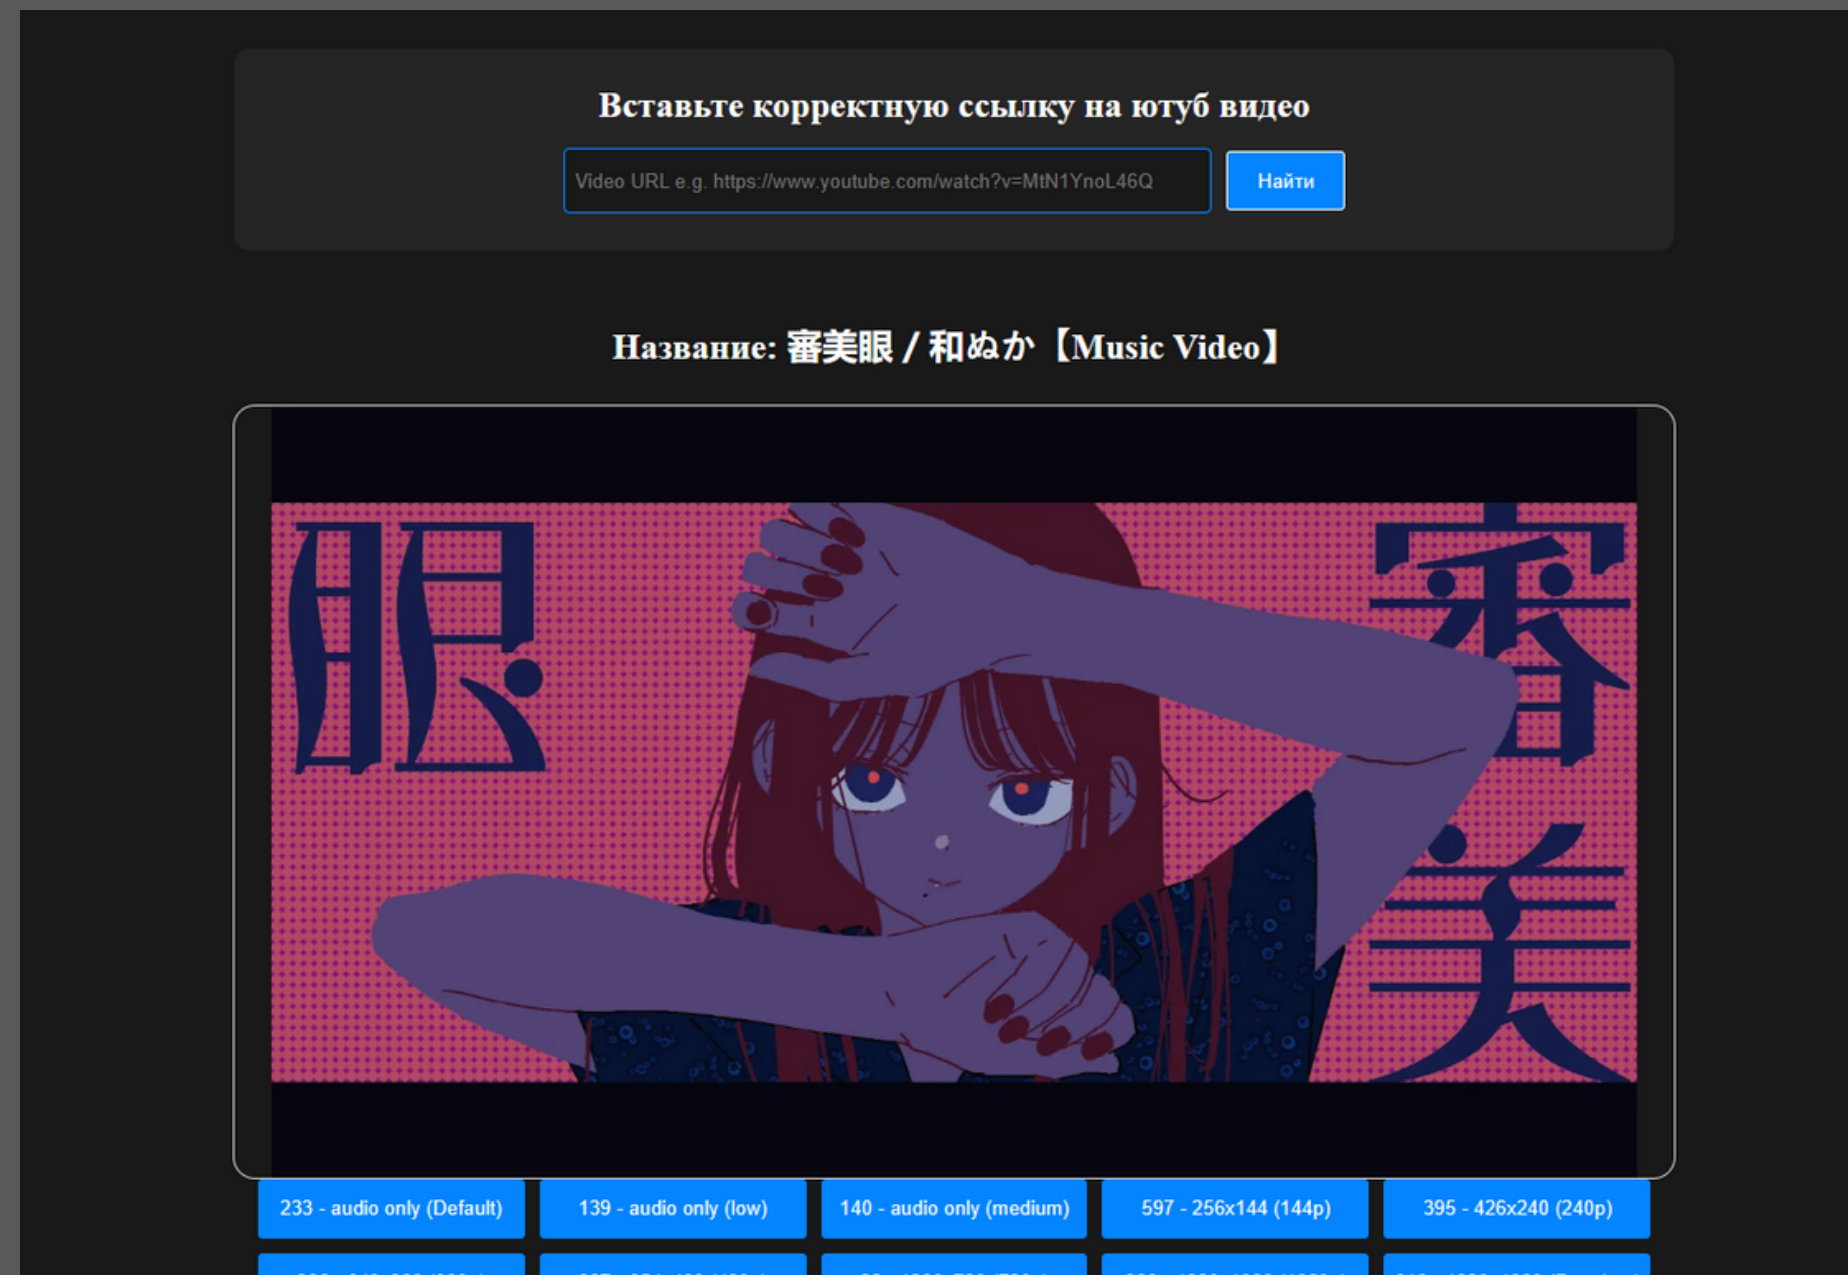 Вставьте корректную ссылку на ютуб видео
Video URL e.g. https://www.youtube.com/watch?v=MtN1YnoL46Q
Найти
Название: 審美眼 / 和ぬか【Music Video】
審美
眼
233 - audio only (Default)
139 - audio only (low)
140 - audio only (medium)
597 - 256x144 (144p)
395 - 426x240 (240p)